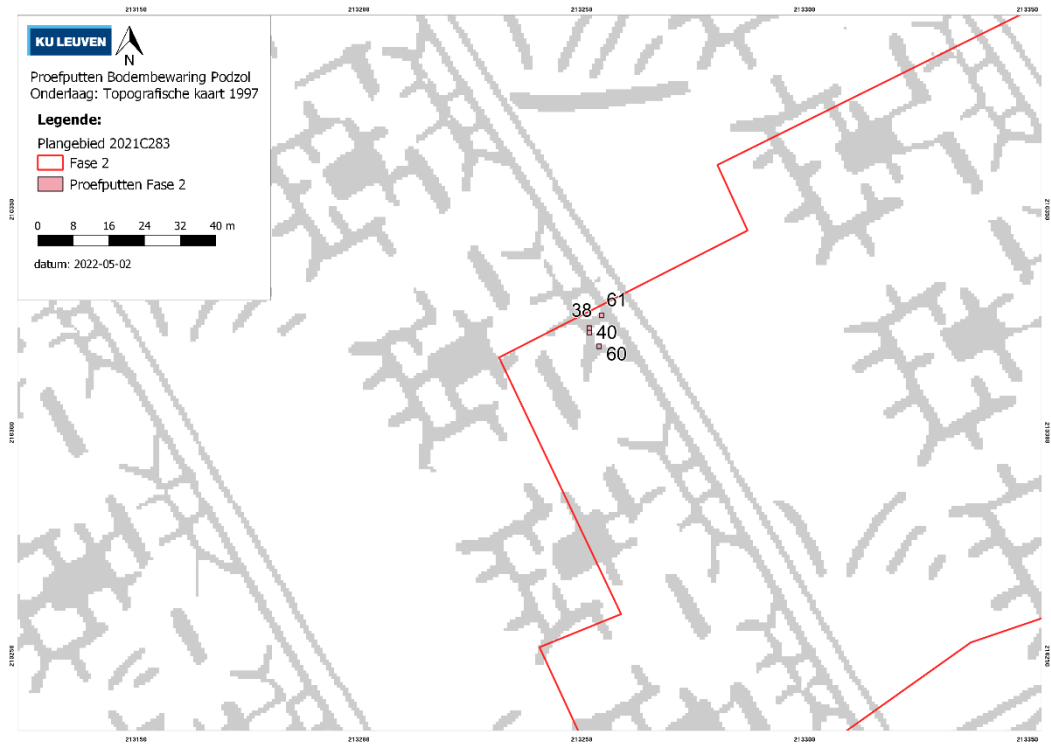 213150 213200 213250 213300 213350
KU LEUVEN
N
Proefputten Bodembewaring Podzol
Onderlaag: Topografische kaart 1997
Legende:
Plangebied 2021C283
Fase 2
Proefputten Fase 2
0 8 16 24 32 40 m
datum: 2022-05-02
61
38
40
60
213150 213200 213250 213300 213350